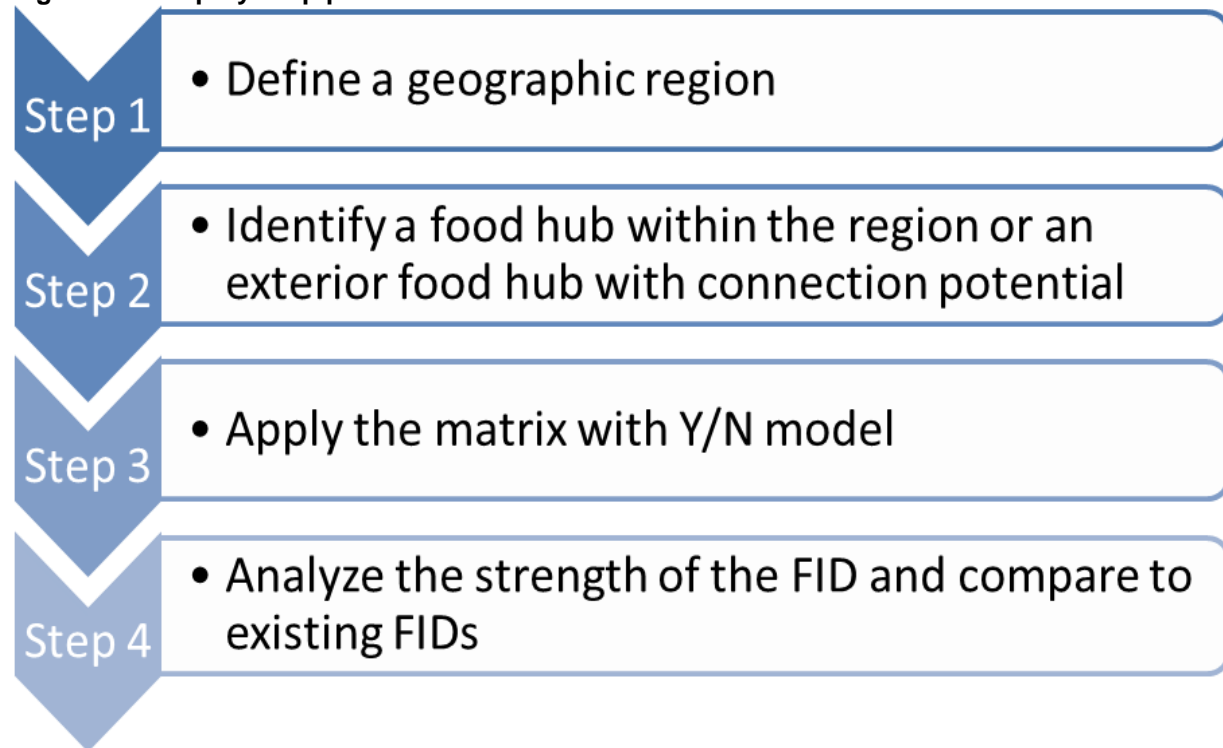 Step 1
• Define a geographic region
Step 2
• Identify a food hub within the region or an
exterior food hub with connection potential
Step 3
• Apply the matrix with Y/N model
Step 4
• Analyze the strength of the FID and compare to
existing FIDs